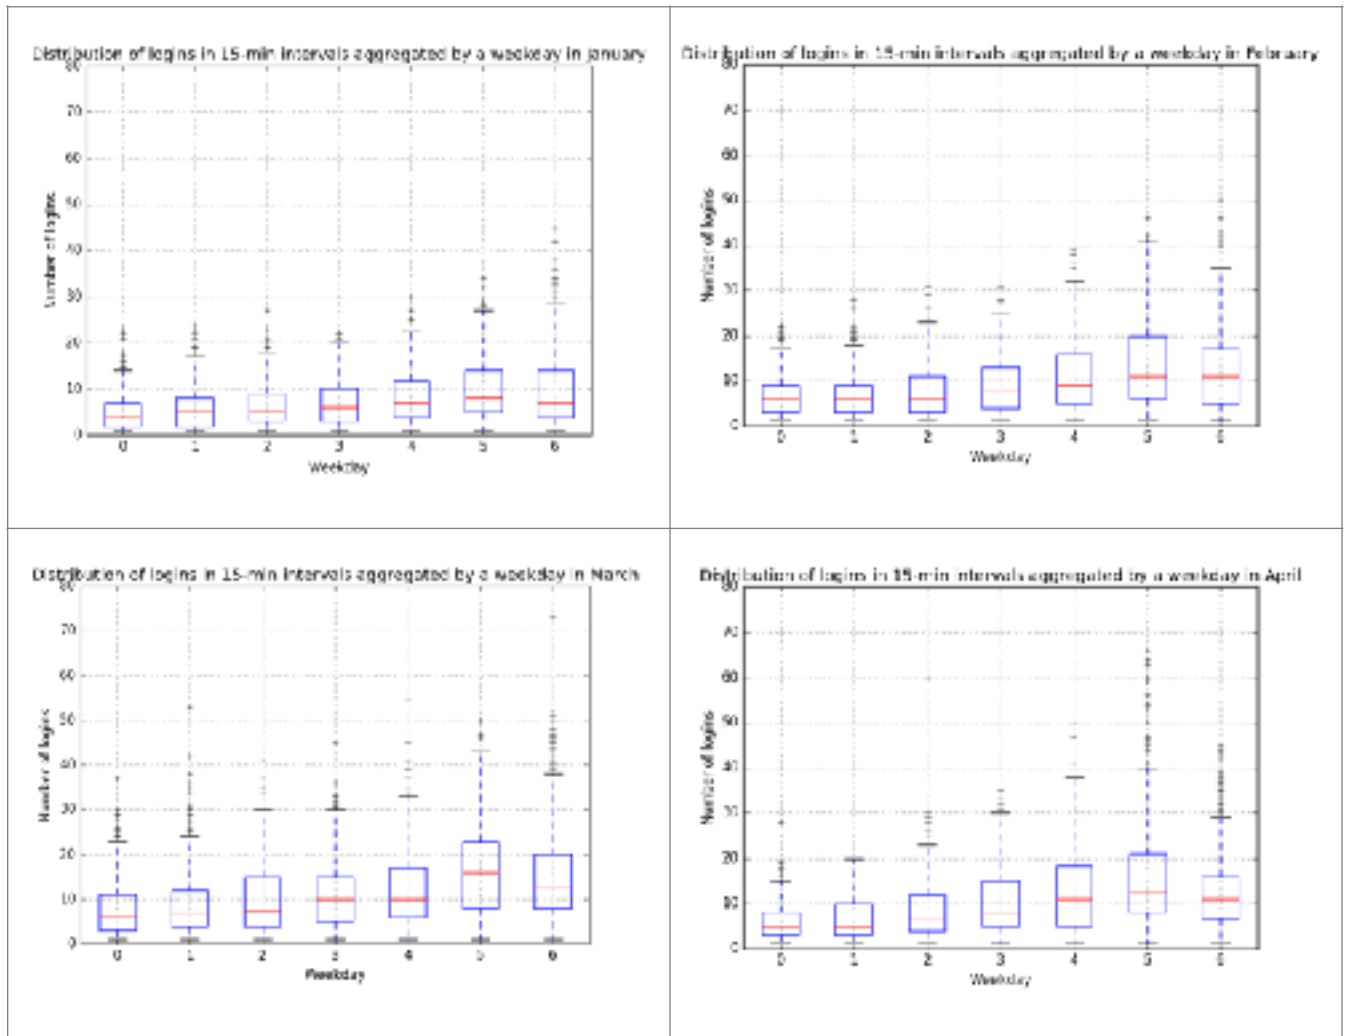 Distribution of logins in 15-min intervals aggregated by a weekday in January
80
70
60
50
40
30
20
10
0
Number of logins
0 1 2 3 4 5 6
Weekday
Distribution of logins in 15-min intervals aggregated by a weekday in February
80
70
60
50
40
30
20
10
0
Number of logins
0 1 2 3 4 5 6
Weekday
Distribution of logins in 15-min intervals aggregated by a weekday in March
80
70
60
50
40
30
20
10
0
Number of logins
0 1 2 3 4 5 6
Weekday
Distribution of logins in 15-min intervals aggregated by a weekday in April
80
70
60
50
40
30
20
10
0
Number of logins
0 1 2 3 4 5 6
Weekday